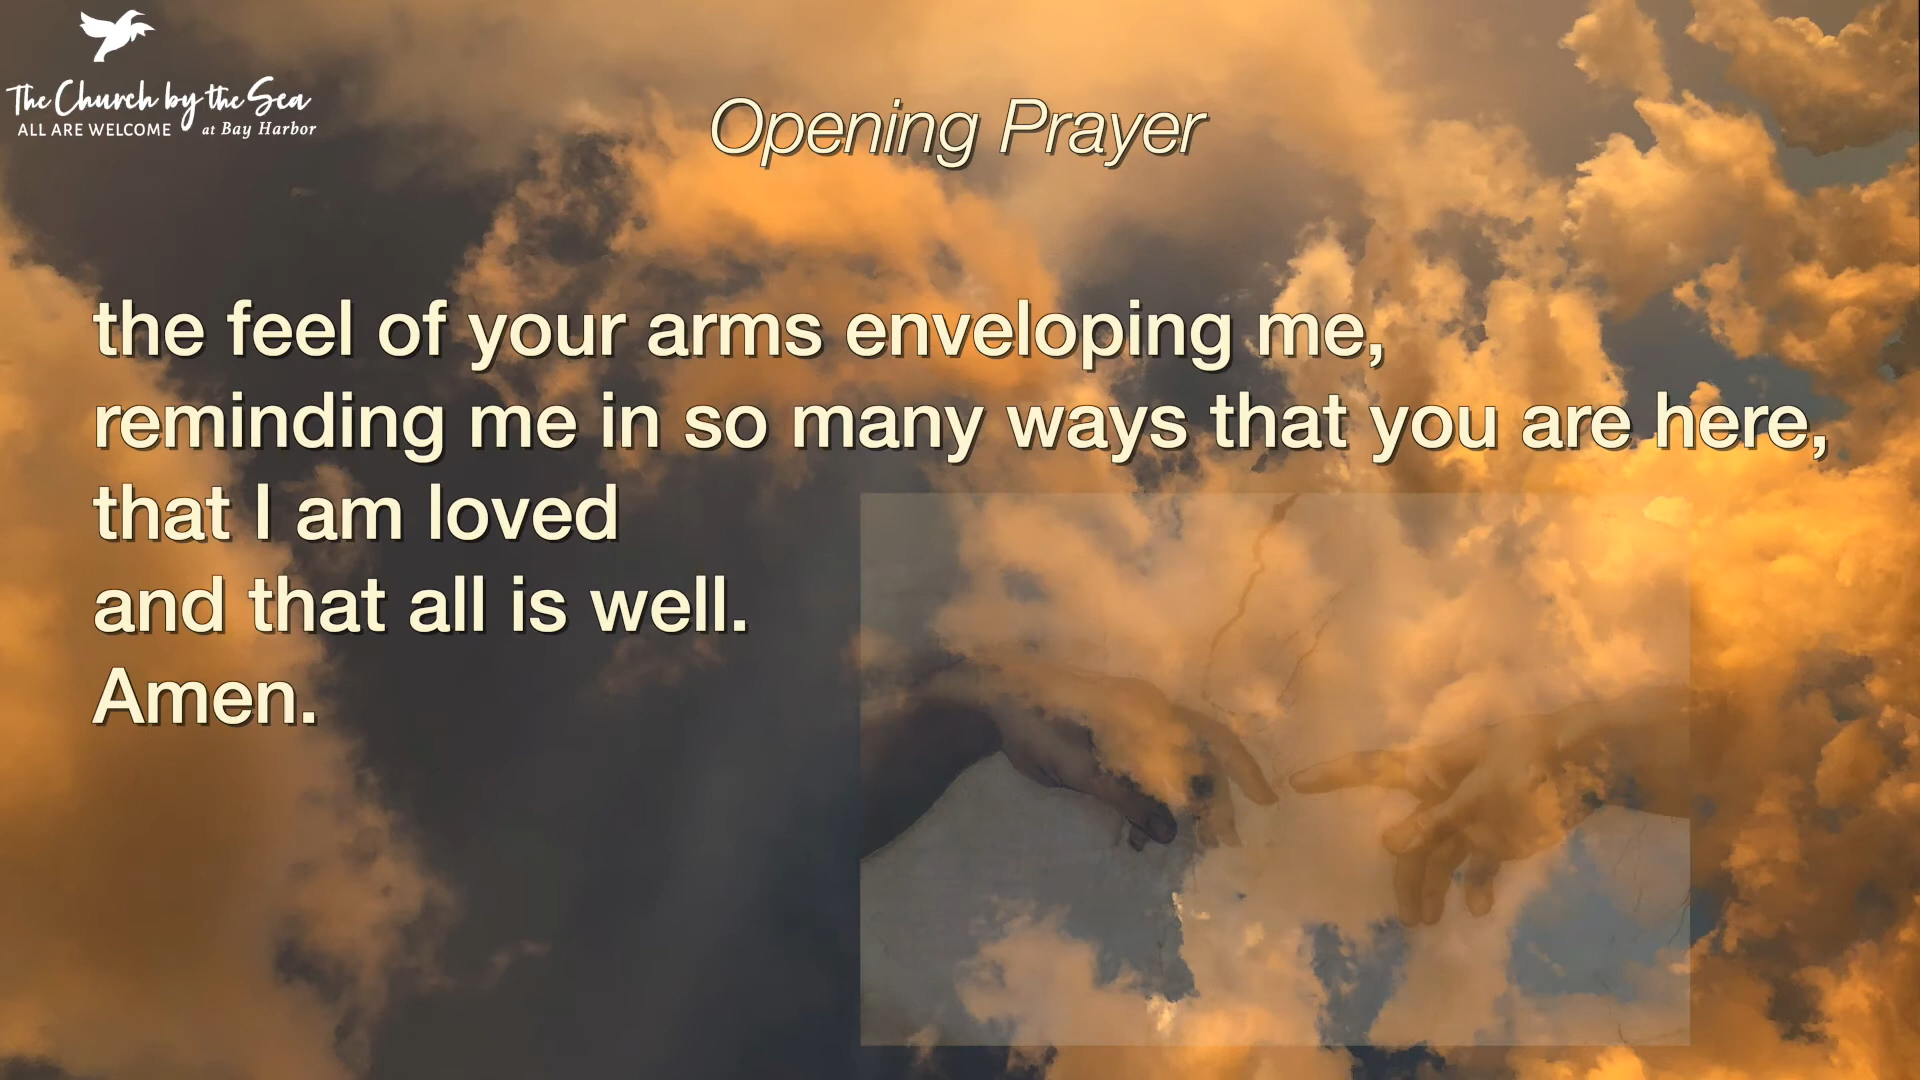 The Church by the Sea
ALL ARE WELCOME at Bay Harbor
Opening Prayer
the feel of your arms enveloping me,
reminding me in so many ways that you are here,
that I am loved
and that all is well.
Amen.